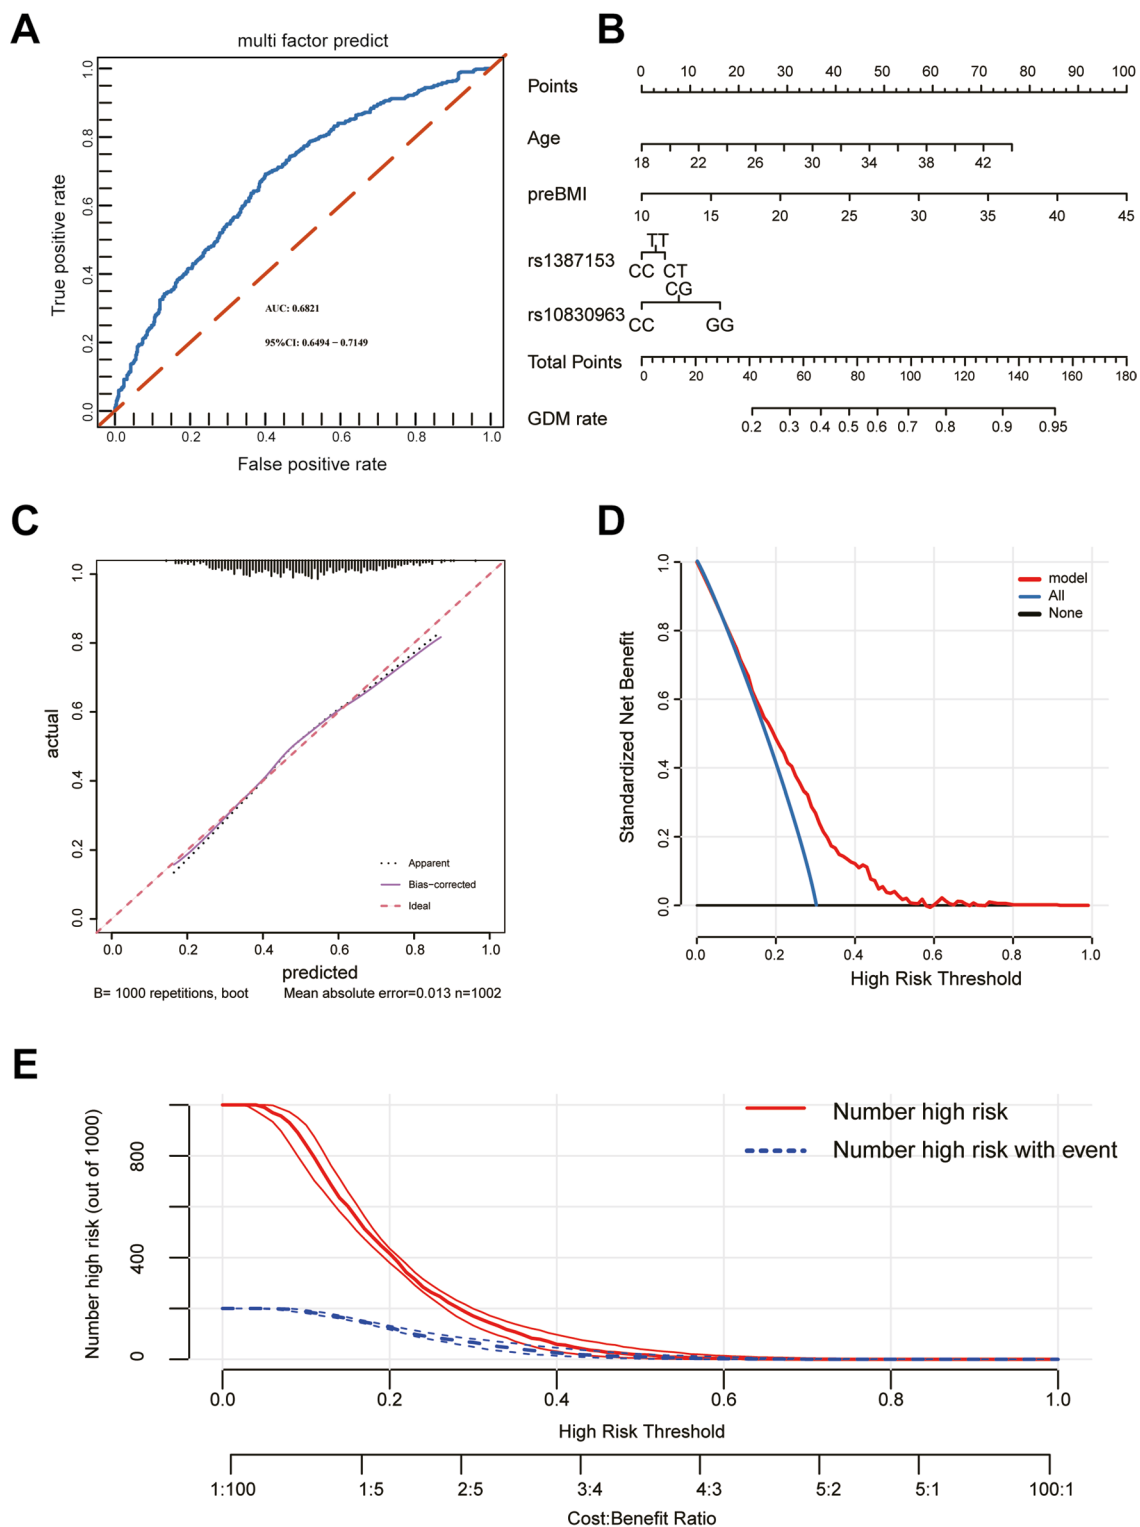 A
multi factor predict
True positive rate
1.0
0.8
0.6
0.4
0.2
0.0
AUC: 0.6821
95%CI: 0.6494 − 0.7149
0.0 0.2 0.4 0.6 0.8 1.0
False positive rate
B
Points
0 10 20 30 40 50 60 70 80 90 100
Age
18 22 26 30 34 38 42
preBMI
10 15 20 25 30 35 40 45
TT
rs1387153
CC CT
CG
rs10830963
CC GG
Total Points
0 20 40 60 80 100 120 140 160 180
GDM rate
0.2 0.3 0.4 0.5 0.6 0.7 0.8 0.9 0.95
C
actual
1.0
0.8
0.6
0.4
0.2
0.0
Apparent
Bias−corrected
Ideal
0.0 0.2 0.4 0.6 0.8 1.0
predicted
B= 1000 repetitions, boot Mean absolute error=0.013 n=1002
D
Standardized Net Benefit
1.0
0.8
0.6
0.4
0.2
0.0
model
All
None
0.0 0.2 0.4 0.6 0.8 1.0
High Risk Threshold
E
Number high risk (out of 1000)
800
400
0
Number high risk
Number high risk with event
0.0 0.2 0.4 0.6 0.8 1.0
High Risk Threshold
1:100 1:5 2:5 3:4 4:3 5:2 5:1 100:1
Cost:Benefit Ratio